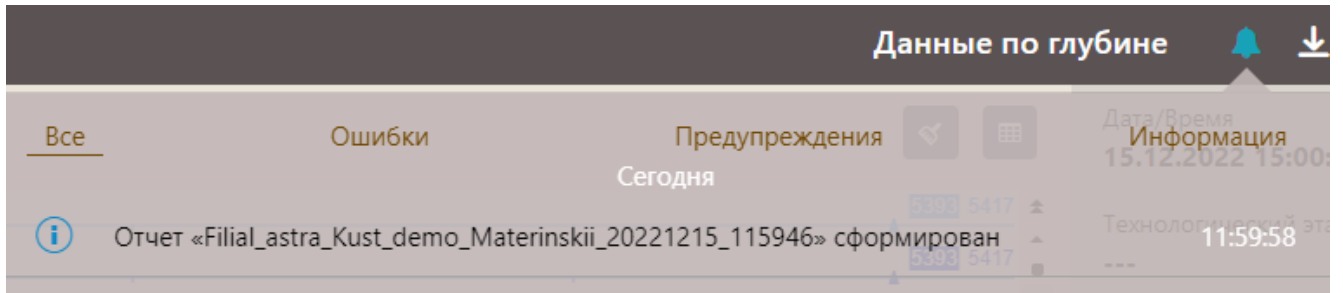 Данные по глубине
Дата/Время
Все Ошибки Предупреждения Информация
15.12.2022 15:00:
Сегодня
5393 5417
Технологический эта
Отчет «Filial_astra_Kust_demo_Materinskii_20221215_115946» сформирован 11:59:58
5393 5417
---